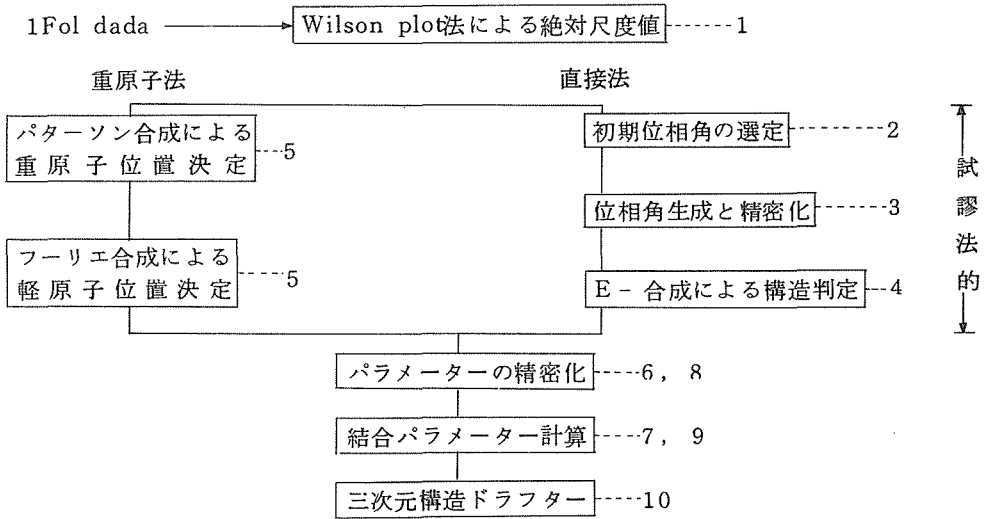 1Fol dada
Wilson plot法による絶対尺度値
1
重原子法
直接法
パターソン合成による
重原子位置決定
5
初期位相角の選定
2
位相角生成と精密化
3
フーリエ合成による
軽原子位置決定
5
E-合成による構造判定
4
試謬法的
パラメーターの精密化
6, 8
結合パラメーター計算
7, 9
三次元構造ドラフター
10